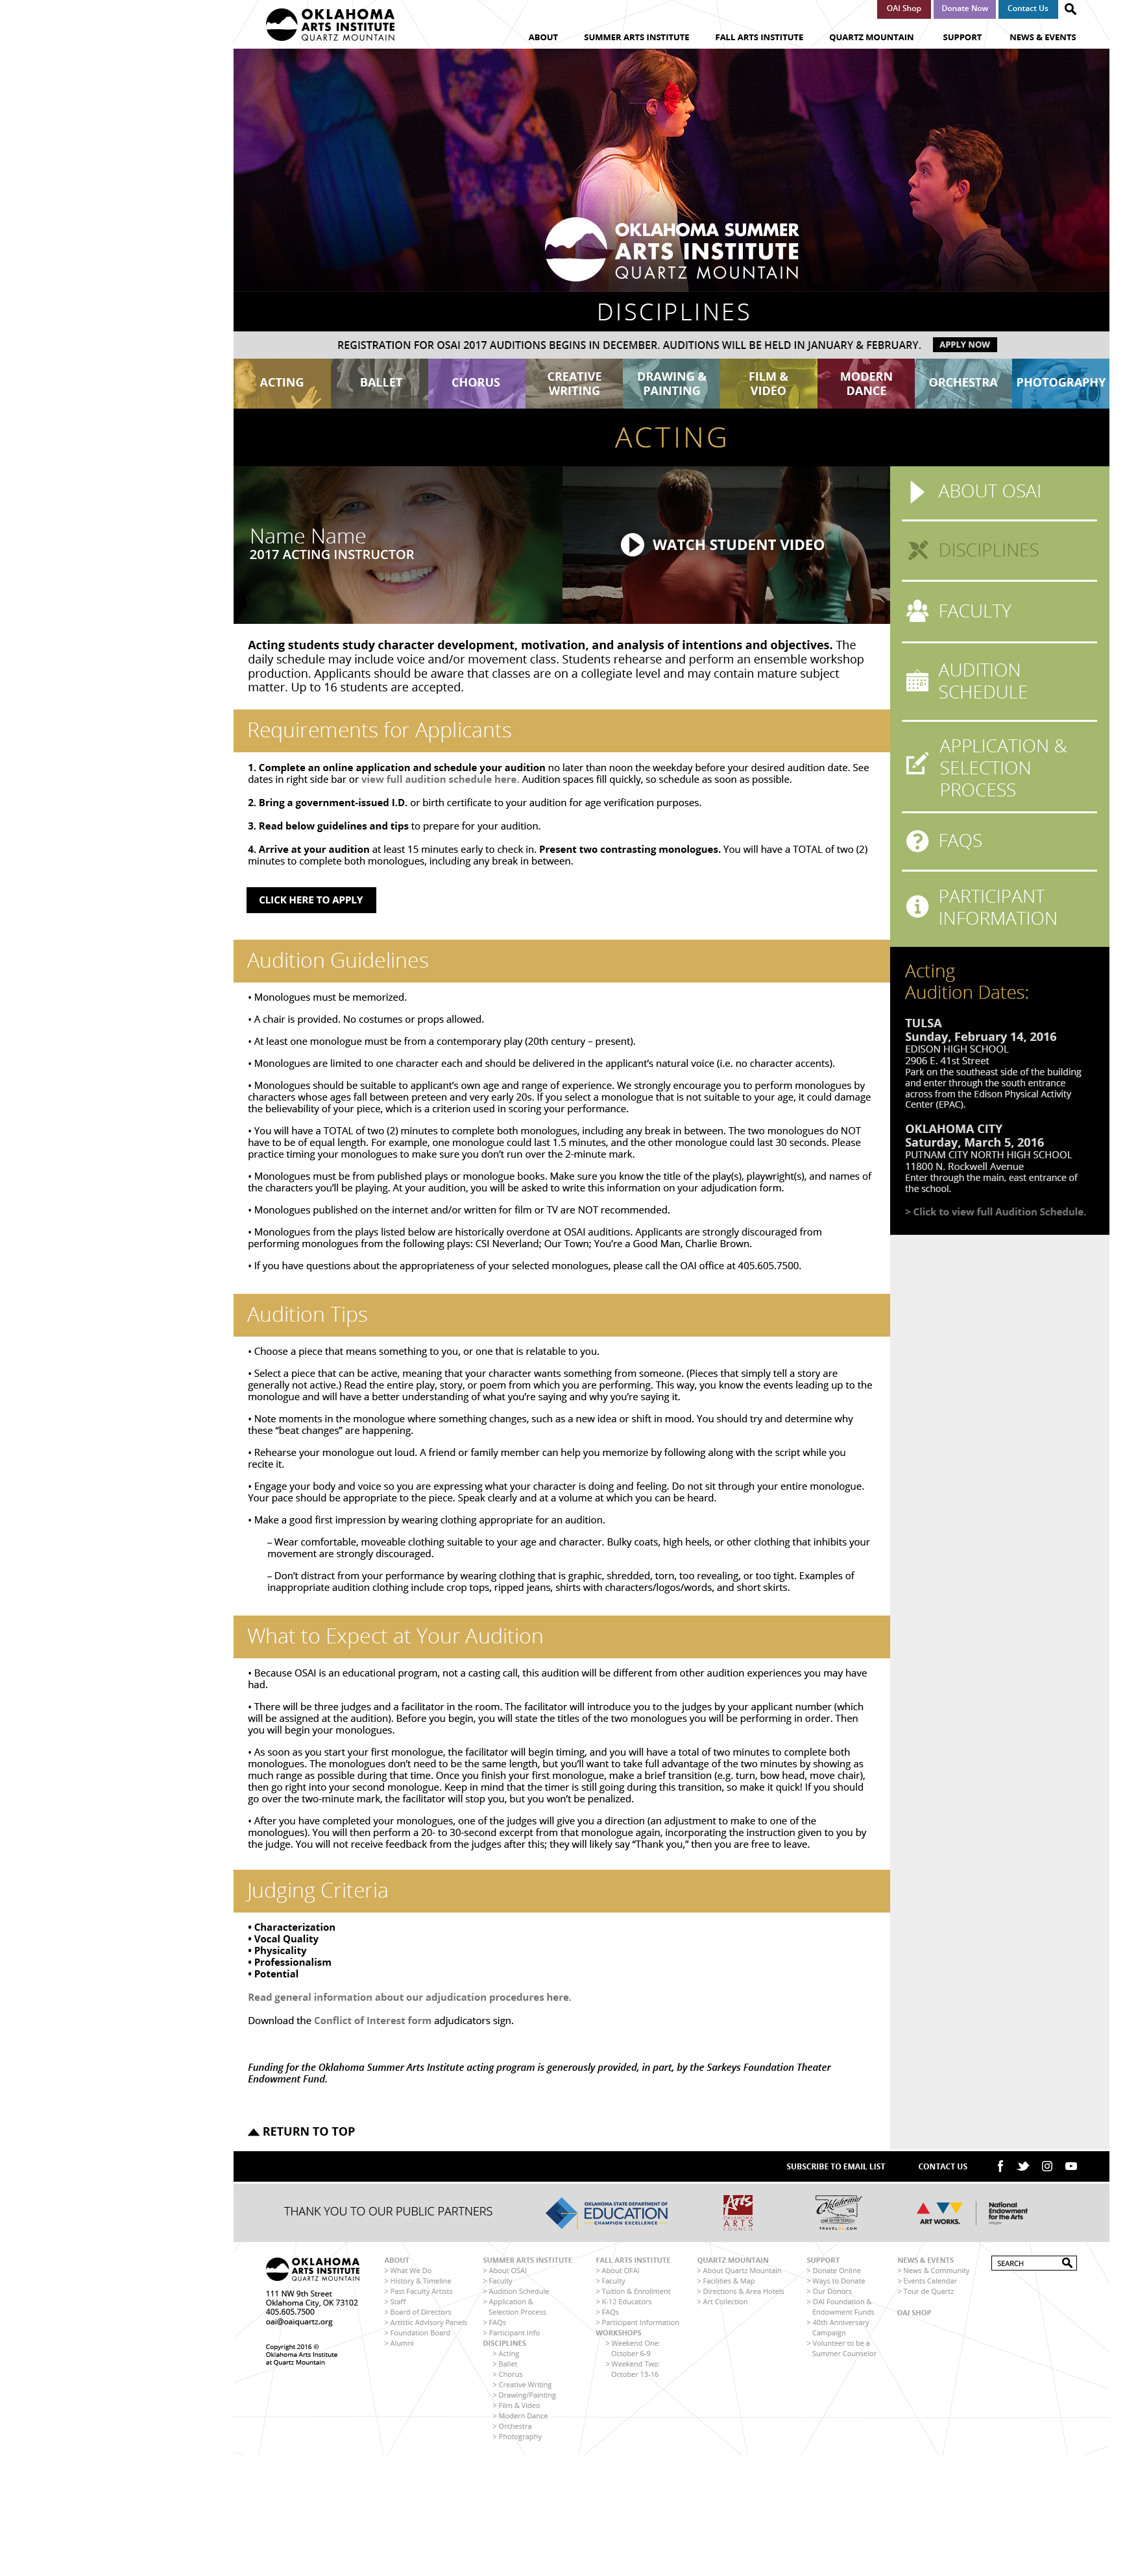 OKLAHOMA
ARTS INSTITUTE
QUARTZ MOUNTAIN
OAI Shop
Donate Now
Contact Us
ABOUT
SUMMER ARTS INSTITUTE
FALL ARTS INSTITUTE
QUARTZ MOUNTAIN
SUPPORT
NEWS & EVENTS
OKLAHOMA SUMMER
ARTS INSTITUTE
QUARTZ MOUNTAIN
DISCIPLINES
REGISTRATION FOR OSAI 2017 AUDITIONS BEGINS IN DECEMBER. AUDITIONS WILL BE HELD IN JANUARY & FEBRUARY.
APPLY NOW
ACTING
BALLET
CHORUS
CREATIVE
WRITING
DRAWING &
PAINTING
FILM &
VIDEO
MODERN
DANCE
ORCHESTRA
PHOTOGRAPHY
ACTING
Name Name
2017 ACTING INSTRUCTOR
WATCH STUDENT VIDEO
Acting students study character development, motivation, and analysis of intentions and objectives. The
daily schedule may include voice and/or movement class. Students rehearse and perform an ensemble workshop
production. Applicants should be aware that classes are on a collegiate level and may contain mature subject
matter. Up to 16 students are accepted.
Requirements for Applicants
1. Complete an online application and schedule your audition no later than noon the weekday before your desired audition date. See
dates in right side bar or view full audition schedule here. Audition spaces fill quickly, so schedule as soon as possible.
2. Bring a government-issued I.D. or birth certificate to your audition for age verification purposes.
3. Read below guidelines and tips to prepare for your audition.
4. Arrive at your audition at least 15 minutes early to check in. Present two contrasting monologues. You will have a TOTAL of two (2)
minutes to complete both monologues, including any break in between.
CLICK HERE TO APPLY
Audition Guidelines
• Monologues must be memorized.
• A chair is provided. No costumes or props allowed.
• At least one monologue must be from a contemporary play (20th century – present).
• Monologues are limited to one character each and should be delivered in the applicant's natural voice (i.e. no character accents).
• Monologues should be suitable to applicant's own age and range of experience. We strongly encourage you to perform monologues by
characters whose ages fall between preteen and very early 20s. If you select a monologue that is not suitable to your age, it could damage
the believability of your piece, which is a criterion used in scoring your performance.
• You will have a TOTAL of two (2) minutes to complete both monologues, including any break in between. The two monologues do NOT
have to be of equal length. For example, one monologue could last 1.5 minutes, and the other monologue could last 30 seconds. Please
practice timing your monologues to make sure you don't run over the 2-minute mark.
• Monologues must be from published plays or monologue books. Make sure you know the title of the play(s), playwright(s), and names of
the characters you'll be playing. At your audition, you will be asked to write this information on your adjudication form.
• Monologues published on the internet and/or written for film or TV are NOT recommended.
• Monologues from the plays listed below are historically overdone at OSAI auditions. Applicants are strongly discouraged from
performing monologues from the following plays: CSI Neverland; Our Town; You're a Good Man, Charlie Brown.
• If you have questions about the appropriateness of your selected monologues, please call the OAI office at 405.605.7500.
Audition Tips
• Choose a piece that means something to you, or one that is relatable to you.
• Select a piece that can be active, meaning that your character wants something from someone. (Pieces that simply tell a story are
generally not active.) Read the entire play, story, or poem from which you are performing. This way, you know the events leading up to the
monologue and will have a better understanding of what you're saying and why you're saying it.
• Note moments in the monologue where something changes, such as a new idea or shift in mood. You should try and determine why
these “beat changes” are happening.
• Rehearse your monologue out loud. A friend or family member can help you memorize by following along with the script while you
recite it.
• Engage your body and voice so you are expressing what your character is doing and feeling. Do not sit through your entire monologue.
Your pace should be appropriate to the piece. Speak clearly and at a volume at which you can be heard.
• Make a good first impression by wearing clothing appropriate for an audition.
– Wear comfortable, moveable clothing suitable to your age and character. Bulky coats, high heels, or other clothing that inhibits your
movement are strongly discouraged.
– Don't distract from your performance by wearing clothing that is graphic, shredded, torn, too revealing, or too tight. Examples of
inappropriate audition clothing include crop tops, ripped jeans, shirts with characters/logos/words, and short skirts.
What to Expect at Your Audition
• Because OSAI is an educational program, not a casting call, this audition will be different from other audition experiences you may have
had.
• There will be three judges and a facilitator in the room. The facilitator will introduce you to the judges by your applicant number (which
will be assigned at the audition). Before you begin, you will state the titles of the two monologues you will be performing in order. Then
you will begin your monologues.
• As soon as you start your first monologue, the facilitator will begin timing, and you will have a total of two minutes to complete both
monologues. The monologues don't need to be the same length, but you'll want to take full advantage of the two minutes by showing as
much range as possible during that time. Once you finish your first monologue, make a brief transition (e.g. turn, bow head, move chair),
then go right into your second monologue. Keep in mind that the timer is still going during this transition, so make it quick! If you should
go over the two-minute mark, the facilitator will stop you, but you won't be penalized.
• After you have completed your monologues, one of the judges will give you a direction (an adjustment to make to one of the
monologues). You will then perform a 20- to 30-second excerpt from that monologue again, incorporating the instruction given to you by
the judge. You will not receive feedback from the judges after this; they will likely say “Thank you,” then you are free to leave.
Judging Criteria
• Characterization
• Vocal Quality
• Physicality
• Professionalism
• Potential
Read general information about our adjudication procedures here.
Download the Conflict of Interest form adjudicators sign.
Funding for the Oklahoma Summer Arts Institute acting program is generously provided, in part, by the Sarkeys Foundation Theater
Endowment Fund.
RETURN TO TOP
ABOUT OSAI
DISCIPLINES
FACULTY
AUDITION
SCHEDULE
APPLICATION &
SELECTION
PROCESS
FAQS
PARTICIPANT
INFORMATION
Acting
Audition Dates:
TULSA
Sunday, February 14, 2016
EDISON HIGH SCHOOL
2906 E. 41st Street
Park on the southeast side of the building
and enter through the south entrance
across from the Edison Physical Activity
Center (EPAC).
OKLAHOMA CITY
Saturday, March 5, 2016
PUTNAM CITY NORTH HIGH SCHOOL
11800 N. Rockwell Avenue
Enter through the main, east entrance of
the school.
> Click to view full Audition Schedule.
SUBSCRIBE TO EMAIL LIST
CONTACT US
THANK YOU TO OUR PUBLIC PARTNERS
OKLAHOMA STATE DEPARTMENT OF
EDUCATION
CHAMPION EXCELLENCE
Arts
OKLAHOMA
ARTS
COUNCIL
Oklahoma!
TRAVELOK.COM
ART WORKS.
National
Endowment
for the Arts
OKLAHOMA
ARTS INSTITUTE
QUARTZ MOUNTAIN
111 NW 9th Street
Oklahoma City, OK 73102
405.605.7500
oai@oaiquartz.org
Copyright 2016 ©
Oklahoma Arts Institute
at Quartz Mountain
ABOUT
> What We Do
> History & Timeline
> Past Faculty Artists
> Staff
> Board of Directors
> Artistic Advisory Panels
> Foundation Board
> Alumni
SUMMER ARTS INSTITUTE
> About OSAI
> Faculty
> Audition Schedule
> Application &
Selection Process
> FAQs
> Participant Info
DISCIPLINES
> Acting
> Ballet
> Chorus
> Creative Writing
> Drawing/Painting
> Film & Video
> Modern Dance
> Orchestra
> Photography
FALL ARTS INSTITUTE
> About OFAI
> Faculty
> Tuition & Enrollment
> K-12 Educators
> FAQs
> Participant Information
WORKSHOPS
> Weekend One:
October 6-9
> Weekend Two:
October 13-16
QUARTZ MOUNTAIN
> About Quartz Mountain
> Facilities & Map
> Directions & Area Hotels
> Art Collection
SUPPORT
> Donate Online
> Ways to Donate
> Our Donors
> OAI Foundation &
Endowment Funds
> 40th Anniversary
Campaign
> Volunteer to be a
Summer Counselor
NEWS & EVENTS
> News & Community
> Events Calendar
> Tour de Quartz
OAI SHOP
SEARCH